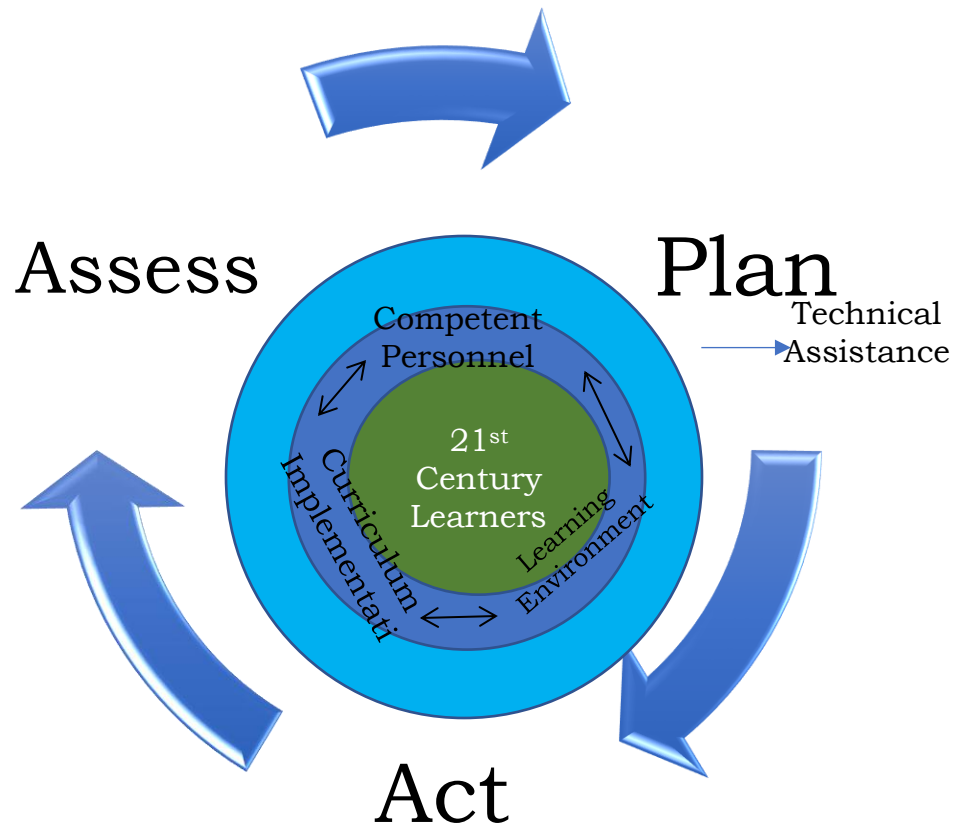 Assess
Plan
Technical
Assistance
Competent
Personnel
21st
Century
Learners
Curriculum
Implementati
Learning
Environment
Act